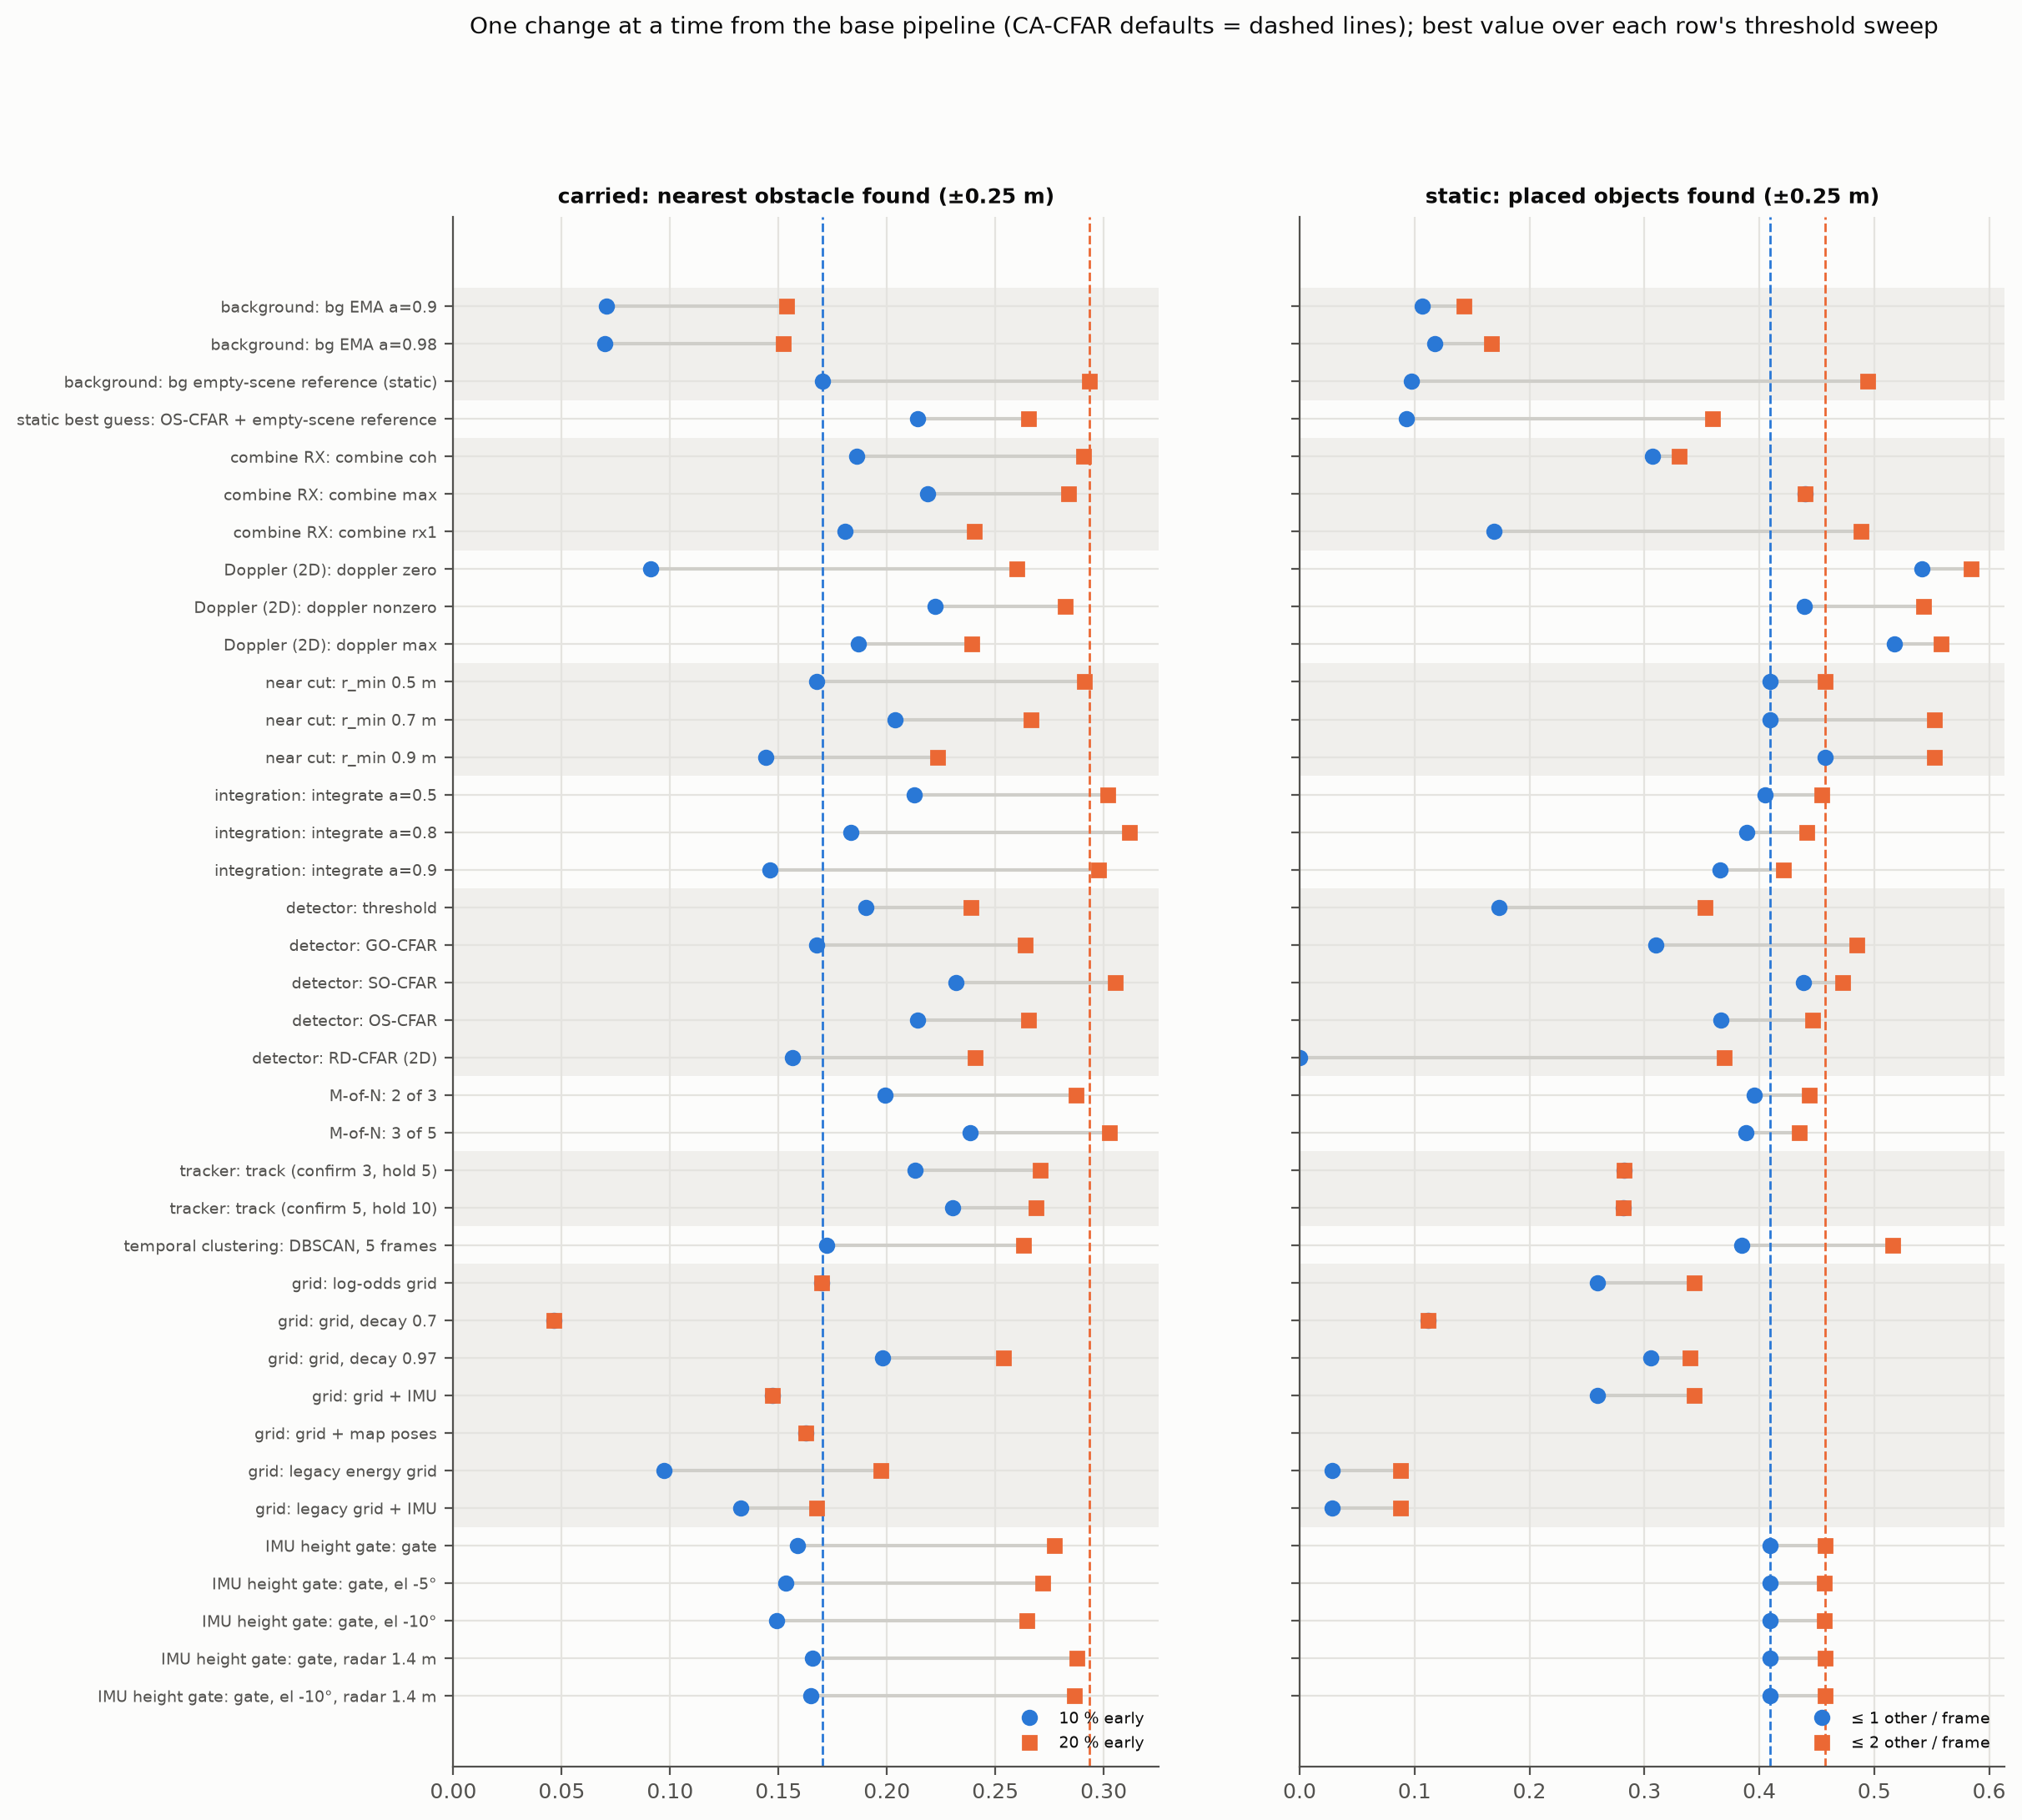 One change at a time from the base pipeline (CA-CFAR defaults = dashed lines); best value over each row's threshold sweep
carried: nearest obstacle found (±0.25 m)
static: placed objects found (±0.25 m)
background: bg EMA a=0.9
background: bg EMA a=0.98
background: bg empty-scene reference (static)
static best guess: OS-CFAR + empty-scene reference
combine RX: combine coh
combine RX: combine max
combine RX: combine rx1
Doppler (2D): doppler zero
Doppler (2D): doppler nonzero
Doppler (2D): doppler max
near cut: r_min 0.5 m
near cut: r_min 0.7 m
near cut: r_min 0.9 m
integration: integrate a=0.5
integration: integrate a=0.8
integration: integrate a=0.9
detector: threshold
detector: GO-CFAR
detector: SO-CFAR
detector: OS-CFAR
detector: RD-CFAR (2D)
M-of-N: 2 of 3
M-of-N: 3 of 5
tracker: track (confirm 3, hold 5)
tracker: track (confirm 5, hold 10)
temporal clustering: DBSCAN, 5 frames
grid: log-odds grid
grid: grid, decay 0.7
grid: grid, decay 0.97
grid: grid + IMU
grid: grid + map poses
grid: legacy energy grid
grid: legacy grid + IMU
IMU height gate: gate
IMU height gate: gate, el -5°
IMU height gate: gate, el -10°
IMU height gate: gate, radar 1.4 m
IMU height gate: gate, el -10°, radar 1.4 m
10 % early
20 % early
≤ 1 other / frame
≤ 2 other / frame
0.00 0.05 0.10 0.15 0.20 0.25 0.30
0.0 0.1 0.2 0.3 0.4 0.5 0.6